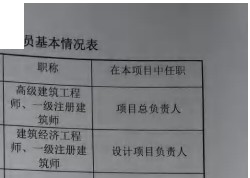 员基本情况表
职称 在本项目中任职
高级建筑工程
师、一级注册建 项目总负责人
筑师
建筑经济工程
师、一级注册建 设计项目负责人
筑师